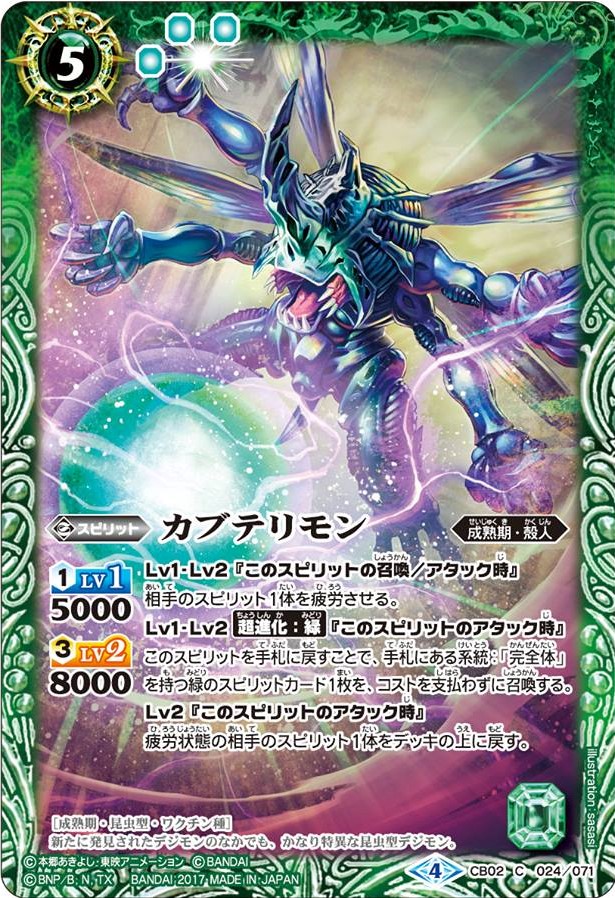 5
スピリット
カブテリモン
成熟期・殻人
せいじゅくき かくじん
1 LV1
5000
3 LV2
8000
Lv1・Lv2『このスピリットの召喚／アタック時』
相手のスピリット1体を疲労させる。
Lv1・Lv2 超進化：緑『このスピリットのアタック時』
このスピリットを手札に戻すことで、手札にある系統：「完全体」
を持つ緑のスピリットカード1枚を、コストを支払わずに召喚する。
Lv2『このスピリットのアタック時』
疲労状態の相手のスピリット1体をデッキの上に戻す。
[成熟期・昆虫型・ワクチン種]
新たに発見されたデジモンのなかでも、かなり特異な昆虫型デジモン。
illustration：sasasi
©本郷あきよし・東映アニメーション ©BANDAI
©BNP/B, N, TX BANDAI 2017 MADE IN JAPAN
4
CB02 C 024/071